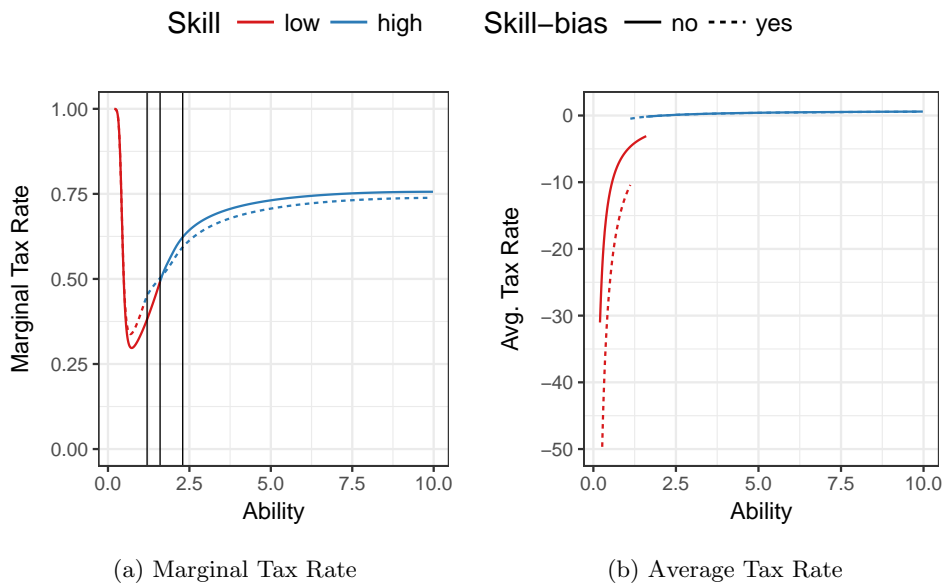 Skill low high Skill−bias no yes
1.00
0.75
0.50
0.25
0.00
Marginal Tax Rate
0.0 2.5 5.0 7.5 10.0
Ability
(a) Marginal Tax Rate
0
−10
−20
−30
−40
−50
Avg. Tax Rate
0.0 2.5 5.0 7.5 10.0
Ability
(b) Average Tax Rate